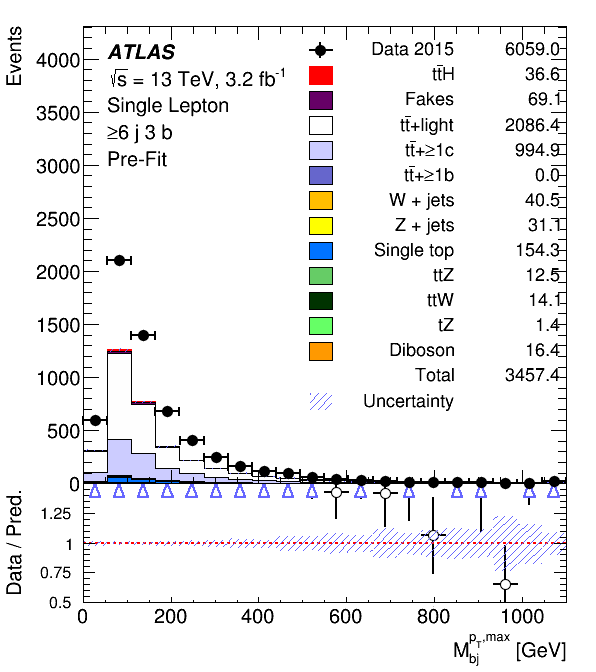 Events
4000
3500
3000
2500
2000
1500
1000
500
0
ATLAS
√s = 13 TeV, 3.2 fb⁻¹
Single Lepton
≥6 j 3 b
Pre-Fit
Data 2015 6059.0
tt̄H 36.6
Fakes 69.1
tt̄+light 2086.4
tt̄+≥1c 994.9
tt̄+≥1b 0.0
W + jets 40.5
Z + jets 31.1
Single top 154.3
ttZ 12.5
ttW 14.1
tZ 1.4
Diboson 16.4
Total 3457.4
Uncertainty
Data / Pred.
1.25
1
0.75
0.5
0 200 400 600 800 1000
M_bj^p_T,max [GeV]